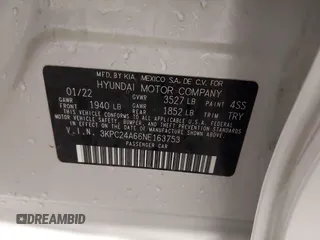 MFD.BY KIA, MEXICO S.A. DE C.V. FOR
HYUNDAI MOTOR COMPANY
01/22 GVWR 3527 LB PAINT 4SS
GAWR FRONT 1940 LB GAWR REAR 1852 LB TRIM TRY
THIS VEHICLE CONFORMS TO ALL APPLICABLE U.S.A. FEDERAL
MOTOR VEHICLE SAFETY, BUMPER, AND THEFT PREVENTION
STANDARDS IN EFFECT ON THE DATE OF MANUFACTURE SHOWN ABOVE.
V.I.N. 3KPC24A66NE163753
PASSENGER CAR
DREAMBID